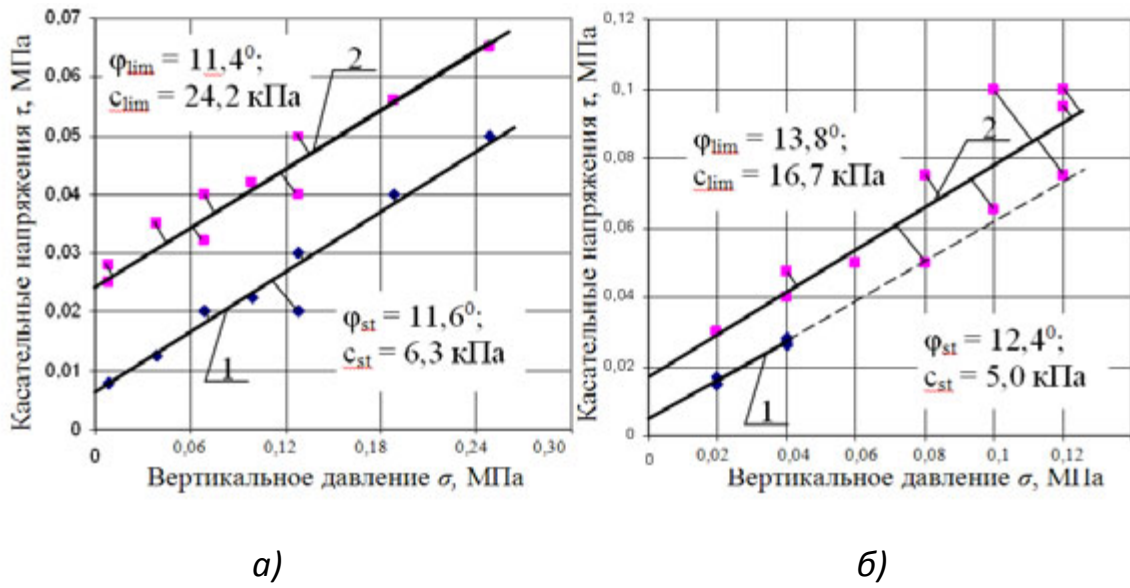 Касательные напряжения τ, МПа
0.07
0.06
0.05
0.04
0.03
0.02
0.01
0
φlim = 11,4⁰;
clim = 24,2 кПа
2
φst = 11,6⁰;
cst = 6,3 кПа
1
0
0,06
0,12
0,18
0,24
0,30
Вертикальное давление σ, МПа
а)
Касательные напряжения τ, МПа
0,12
0,1
0,08
0,06
0,04
0,02
0
φlim = 13,8⁰;
clim = 16,7 кПа
2
φst = 12,4⁰;
cst = 5,0 кПа
1
0
0,02
0,04
0,06
0,08
0,1
0,12
Вертикальное давление σ, МПа
б)